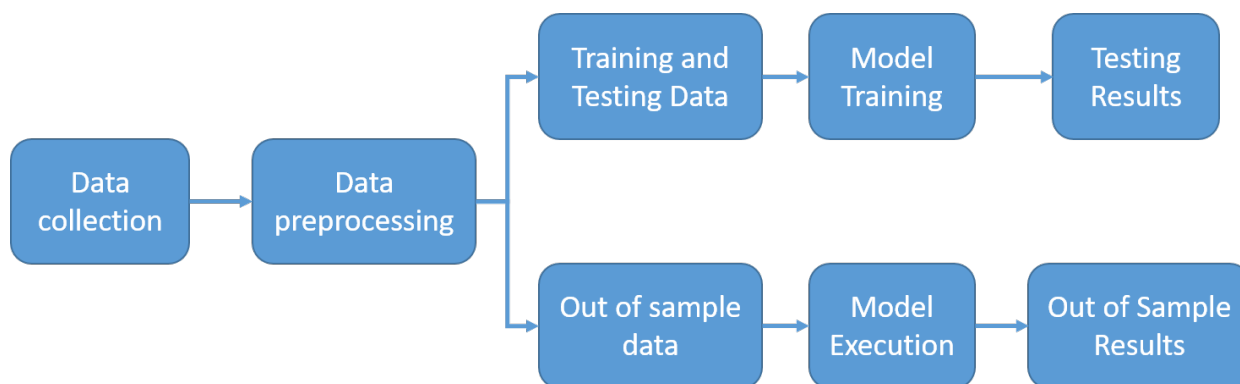 Data
collection
Data
preprocessing
Training and
Testing Data
Model
Training
Testing
Results
Out of sample
data
Model
Execution
Out of Sample
Results